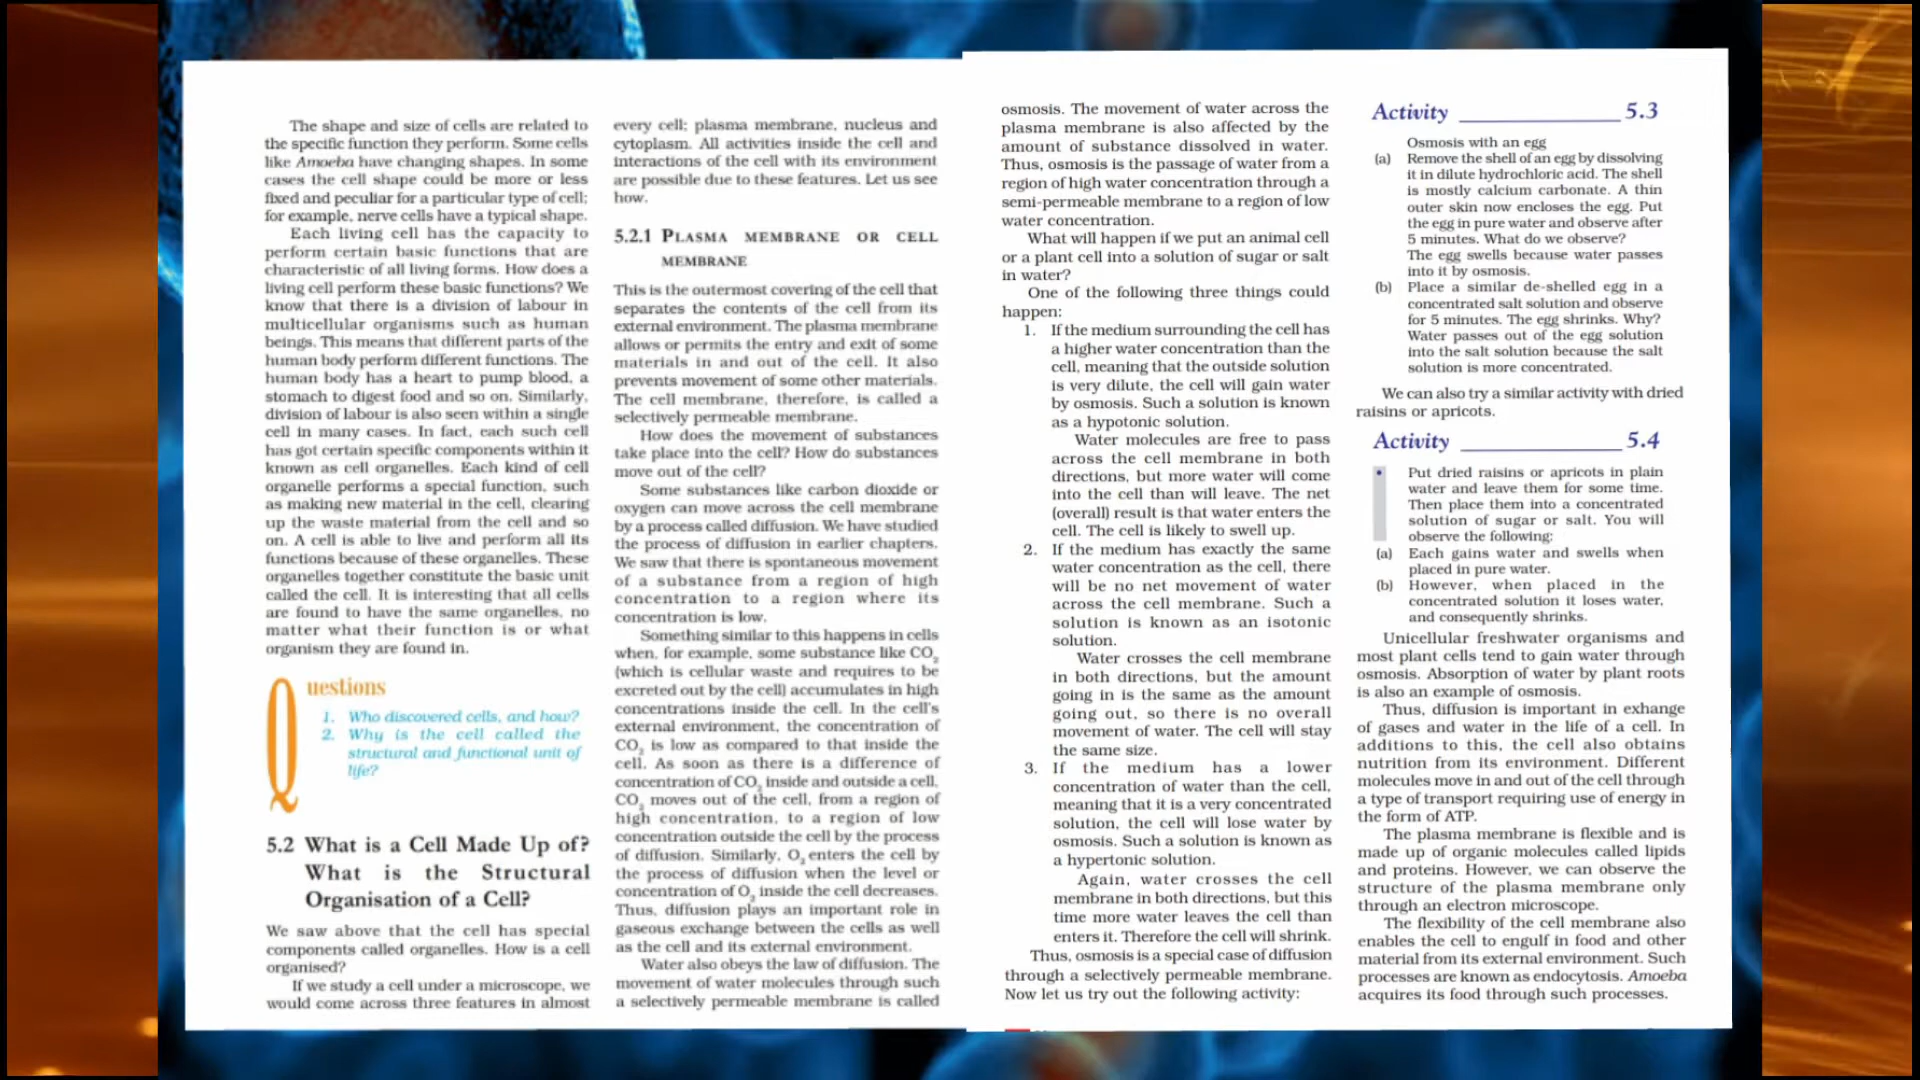 The shape and size of cells are related to
the specific function they perform. Some cells
like Amoeba have changing shapes. In some
cases the cell shape could be more or less
fixed and peculiar for a particular type of cell;
for example, nerve cells have a typical shape.
Each living cell has the capacity to
perform certain basic functions that are
characteristic of all living forms. How does a
living cell perform these basic functions? We
know that there is a division of labour in
multicellular organisms such as human
beings. This means that different parts of the
human body perform different functions. The
human body has a heart to pump blood, a
stomach to digest food and so on. Similarly,
division of labour is also seen within a single
cell in many cases. In fact, each such cell
has got certain specific components within it
known as cell organelles. Each kind of cell
organelle performs a special function, such
as making new material in the cell, clearing
up the waste material from the cell and so
on. A cell is able to live and perform all its
functions because of these organelles. These
organelles together constitute the basic unit
called the cell. It is interesting that all cells
are found to have the same organelles, no
matter what their function is or what
organism they are found in.
Questions
1. Who discovered cells, and how?
2. Why is the cell called the
structural and functional unit of
life?
5.2 What is a Cell Made Up of?
What is the Structural
Organisation of a Cell?
We saw above that the cell has special
components called organelles. How is a cell
organised?
If we study a cell under a microscope, we
would come across three features in almost
every cell; plasma membrane, nucleus and
cytoplasm. All activities inside the cell and
interactions of the cell with its environment
are possible due to these features. Let us see
how.
5.2.1 PLASMA MEMBRANE OR CELL
MEMBRANE
This is the outermost covering of the cell that
separates the contents of the cell from its
external environment. The plasma membrane
allows or permits the entry and exit of some
materials in and out of the cell. It also
prevents movement of some other materials.
The cell membrane, therefore, is called a
selectively permeable membrane.
How does the movement of substances
take place into the cell? How do substances
move out of the cell?
Some substances like carbon dioxide or
oxygen can move across the cell membrane
by a process called diffusion. We have studied
the process of diffusion in earlier chapters.
We saw that there is spontaneous movement
of a substance from a region of high
concentration to a region where its
concentration is low.
Something similar to this happens in cells
when, for example, some substance like CO₂
(which is cellular waste and requires to be
excreted out by the cell) accumulates in high
concentrations inside the cell. In the cell's
external environment, the concentration of
CO₂ is low as compared to that inside the
cell. As soon as there is a difference of
concentration of CO₂ inside and outside a cell,
CO₂ moves out of the cell, from a region of
high concentration, to a region of low
concentration outside the cell by the process
of diffusion. Similarly, O₂ enters the cell by
the process of diffusion when the level or
concentration of O₂ inside the cell decreases.
Thus, diffusion plays an important role in
gaseous exchange between the cells as well
as the cell and its external environment.
Water also obeys the law of diffusion. The
movement of water molecules through such
a selectively permeable membrane is called
osmosis. The movement of water across the
plasma membrane is also affected by the
amount of substance dissolved in water.
Thus, osmosis is the passage of water from a
region of high water concentration through a
semi-permeable membrane to a region of low
water concentration.
What will happen if we put an animal cell
or a plant cell into a solution of sugar or salt
in water?
One of the following three things could
happen:
1. If the medium surrounding the cell has
a higher water concentration than the
cell, meaning that the outside solution
is very dilute, the cell will gain water
by osmosis. Such a solution is known
as a hypotonic solution.
Water molecules are free to pass
across the cell membrane in both
directions, but more water will come
into the cell than will leave. The net
(overall) result is that water enters the
cell. The cell is likely to swell up.
2. If the medium has exactly the same
water concentration as the cell, there
will be no net movement of water
across the cell membrane. Such a
solution is known as an isotonic
solution.
Water crosses the cell membrane
in both directions, but the amount
going in is the same as the amount
going out, so there is no overall
movement of water. The cell will stay
the same size.
3. If the medium has a lower
concentration of water than the cell,
meaning that it is a very concentrated
solution, the cell will lose water by
osmosis. Such a solution is known as
a hypertonic solution.
Again, water crosses the cell
membrane in both directions, but this
time more water leaves the cell than
enters it. Therefore the cell will shrink.
Thus, osmosis is a special case of diffusion
through a selectively permeable membrane.
Now let us try out the following activity:
Activity 5.3
Osmosis with an egg
(a) Remove the shell of an egg by dissolving
it in dilute hydrochloric acid. The shell
is mostly calcium carbonate. A thin
outer skin now encloses the egg. Put
the egg in pure water and observe after
5 minutes. What do we observe?
The egg swells because water passes
into it by osmosis.
(b) Place a similar de-shelled egg in a
concentrated salt solution and observe
for 5 minutes. The egg shrinks. Why?
Water passes out of the egg solution
into the salt solution because the salt
solution is more concentrated.
We can also try a similar activity with dried
raisins or apricots.
Activity 5.4
• Put dried raisins or apricots in plain
water and leave them for some time.
Then place them into a concentrated
solution of sugar or salt. You will
observe the following:
(a) Each gains water and swells when
placed in pure water.
(b) However, when placed in the
concentrated solution it loses water,
and consequently shrinks.
Unicellular freshwater organisms and
most plant cells tend to gain water through
osmosis. Absorption of water by plant roots
is also an example of osmosis.
Thus, diffusion is important in exhange
of gases and water in the life of a cell. In
additions to this, the cell also obtains
nutrition from its environment. Different
molecules move in and out of the cell through
a type of transport requiring use of energy in
the form of ATP.
The plasma membrane is flexible and is
made up of organic molecules called lipids
and proteins. However, we can observe the
structure of the plasma membrane only
through an electron microscope.
The flexibility of the cell membrane also
enables the cell to engulf in food and other
material from its external environment. Such
processes are known as endocytosis. Amoeba
acquires its food through such processes.